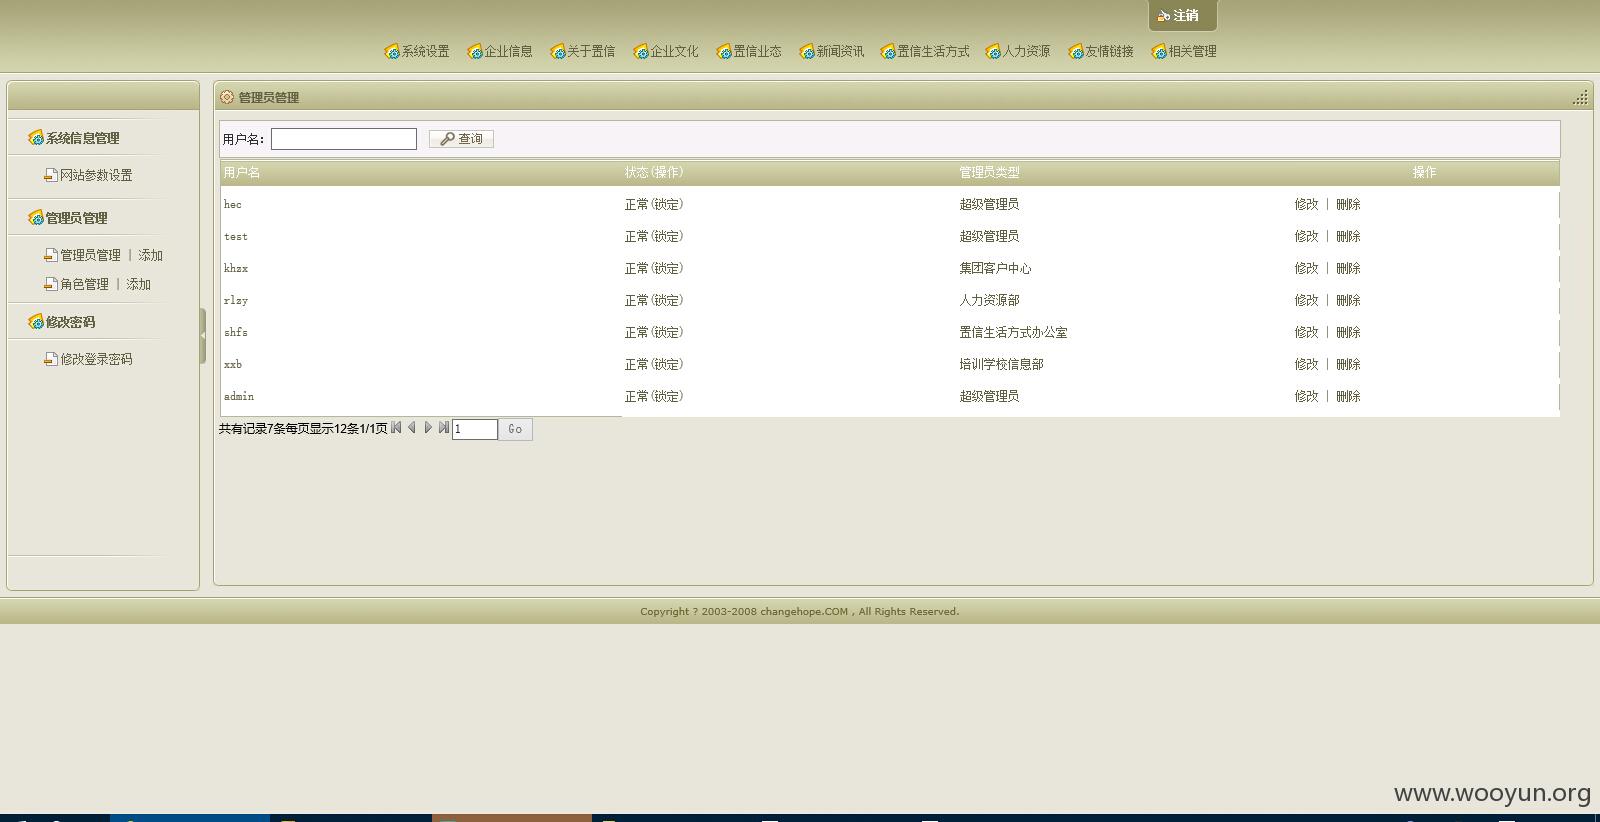 注销
系统设置 企业信息 关于置信 企业文化 置信业态 新闻资讯 置信生活方式 人力资源 友情链接 相关管理
系统信息管理
网站参数设置
管理员管理
管理员管理 | 添加
角色管理 | 添加
修改密码
修改登录密码
管理员管理
用户名: 查询
用户名 状态(操作) 管理员类型 操作
hec 正常(锁定) 超级管理员 修改 | 删除
test 正常(锁定) 超级管理员 修改 | 删除
khzx 正常(锁定) 集团客户中心 修改 | 删除
rlzy 正常(锁定) 人力资源部 修改 | 删除
shfs 正常(锁定) 置信生活方式办公室 修改 | 删除
xxb 正常(锁定) 培训学校信息部 修改 | 删除
admin 正常(锁定) 超级管理员 修改 | 删除
共有记录7条每页显示12条1/1页 1 Go
Copyright ? 2003-2008 changehope.COM , All Rights Reserved.
www.wooyun.org